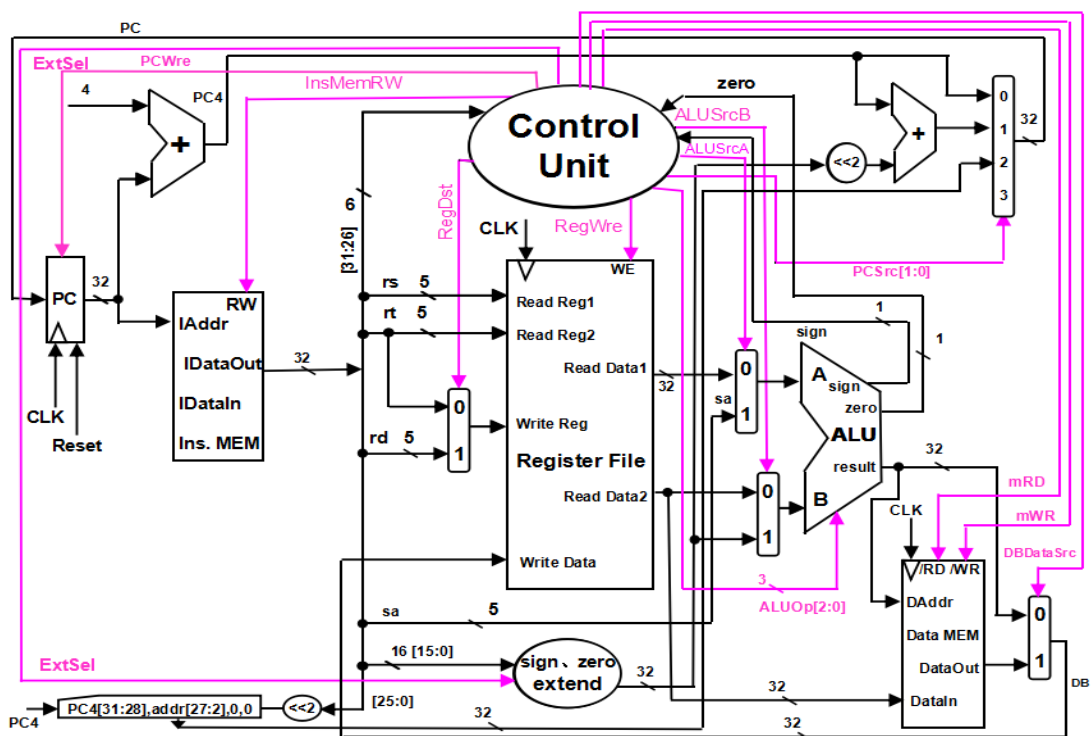 PC
ExtSel
PCWre
InsMemRW
4
PC4
+
Control
Unit
zero
ALUSrcB
ALUSrcA
<<2
+
0
1
2
3
32
PCSrc[1:0]
6
[31:26]
RegDst
CLK
RegWre
WE
PC
32
CLK
Reset
RW
IAddr
IDataOut
IDataIn
Ins. MEM
32
rs
5
rt
5
rd
5
0
1
Read Reg1
Read Reg2
Read Data1
Write Reg
Register File
Read Data2
Write Data
32
sa
0
1
0
1
sign
1
1
A
sign
zero
ALU
result
B
32
3
ALUOp[2:0]
mRD
mWR
CLK
DBDataSrc
/RD /WR
DAddr
Data MEM
DataOut
DataIn
0
1
DB
sa
5
ExtSel
16 [15:0]
sign、zero
extend
32
32
[25:0]
PC4
PC4[31:28],addr[27:2],0,0
<<2
32
32